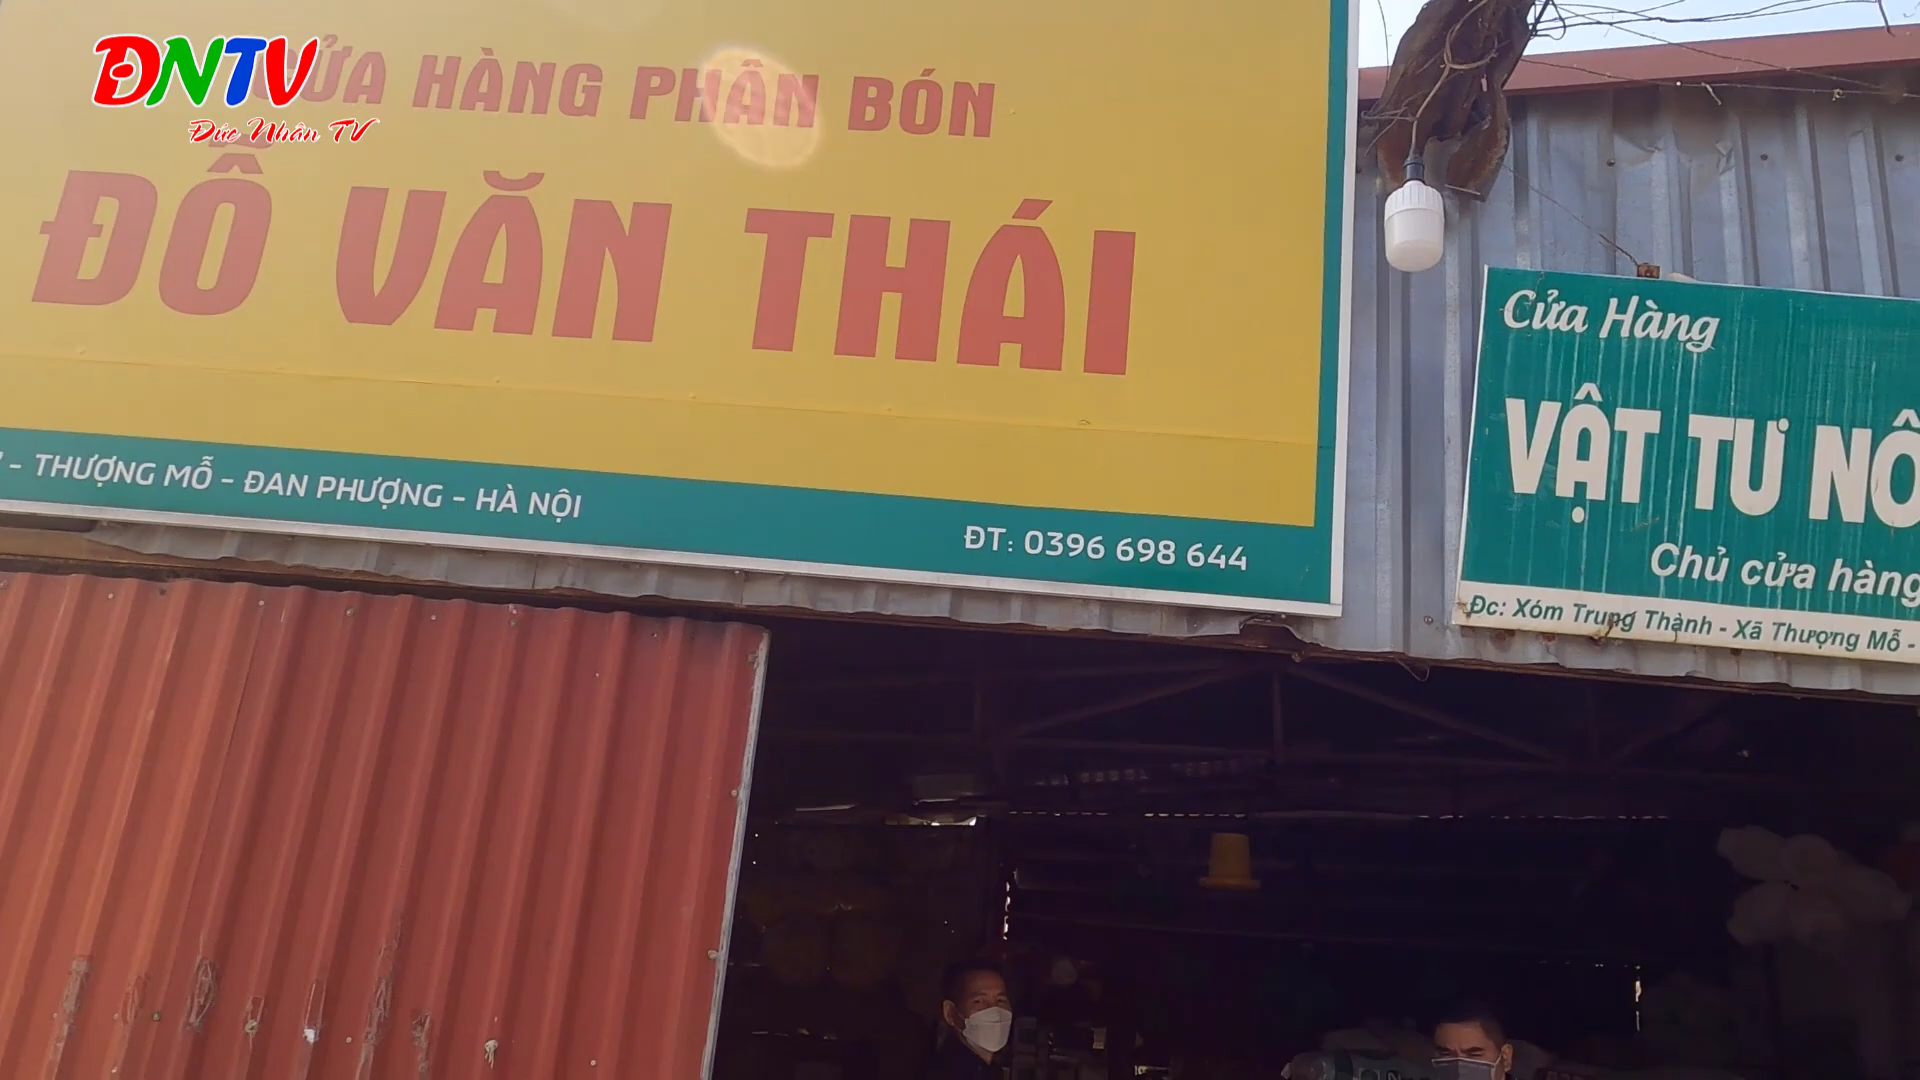 ĐNTV
Đức Nhân TV
CỬA HÀNG PHÂN BÓN
ĐỖ VĂN THÁI
- THƯỢNG MỖ - ĐAN PHƯỢNG - HÀ NỘI
ĐT: 0396 698 644
Cửa Hàng
VẬT TƯ NÔ
Chủ cửa hàng
Đc: Xóm Trung Thành - Xã Thượng Mỗ -